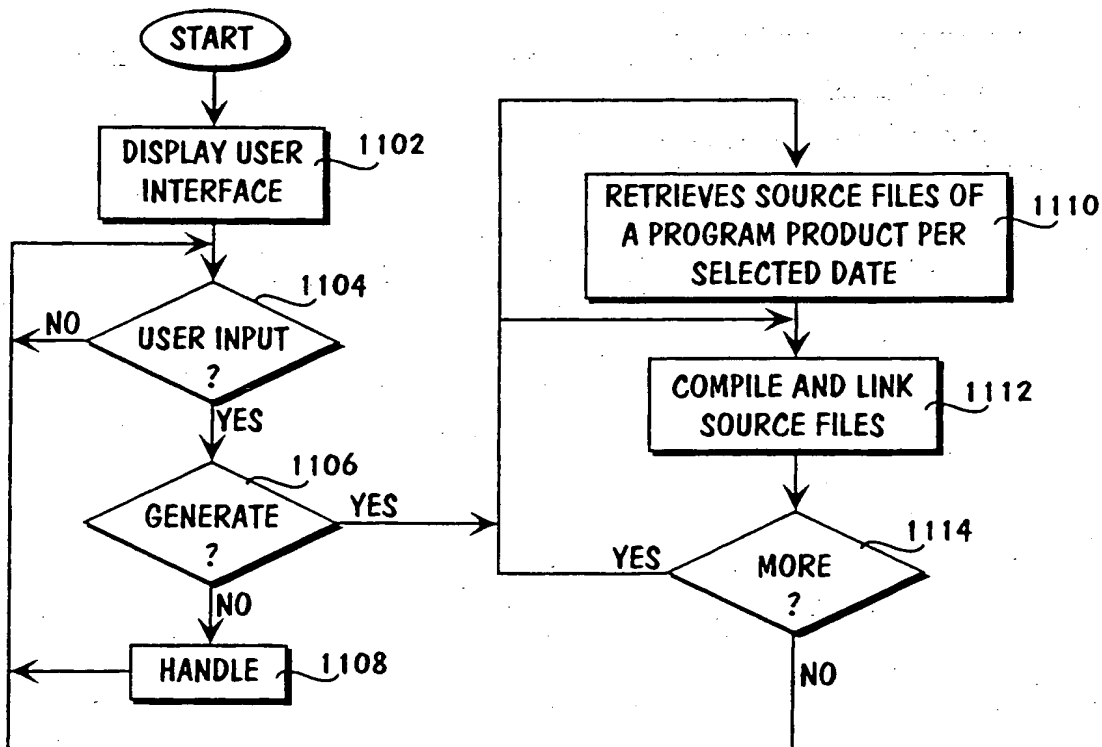 START
DISPLAY USER
INTERFACE
1102
1104
NO
USER INPUT
?
YES
1106
GENERATE
?
YES
NO
HANDLE
1108
RETRIEVES SOURCE FILES OF
A PROGRAM PRODUCT PER
SELECTED DATE
1110
COMPILE AND LINK
SOURCE FILES
1112
1114
YES
MORE
?
NO